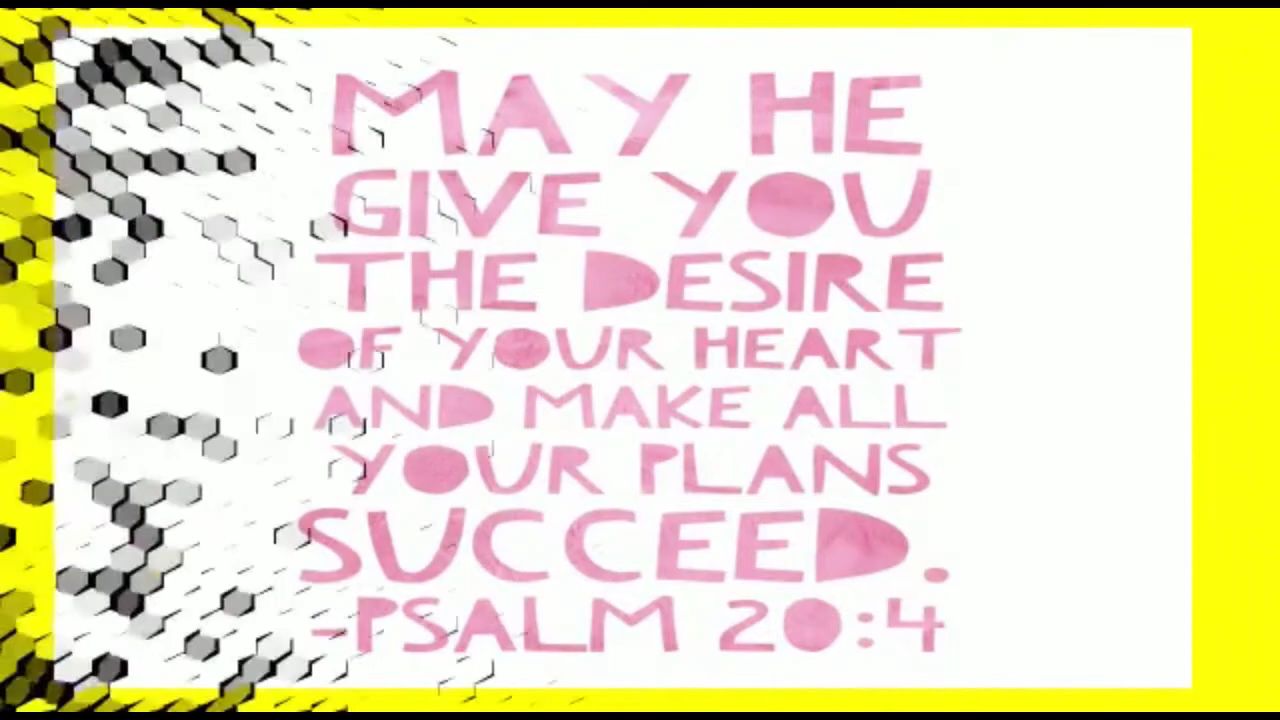 MAY HE
GIVE YOU
THE DESIRE
OF YOUR HEART
AND MAKE ALL
YOUR PLANS
SUCCEED.
-PSALM 20:4